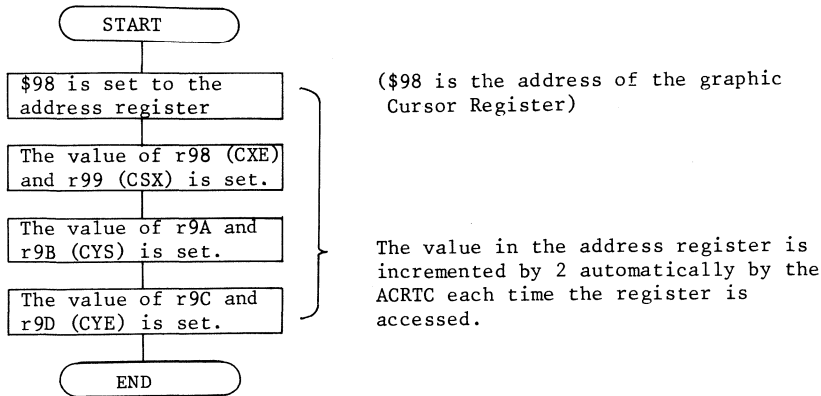 START
$98 is set to the
address register
($98 is the address of the graphic
Cursor Register)
The value of r98 (CXE)
and r99 (CSX) is set.
The value of r9A and
r9B (CYS) is set.
The value in the address register is
incremented by 2 automatically by the
ACRTC each time the register is
accessed.
The value of r9C and
r9D (CYE) is set.
END